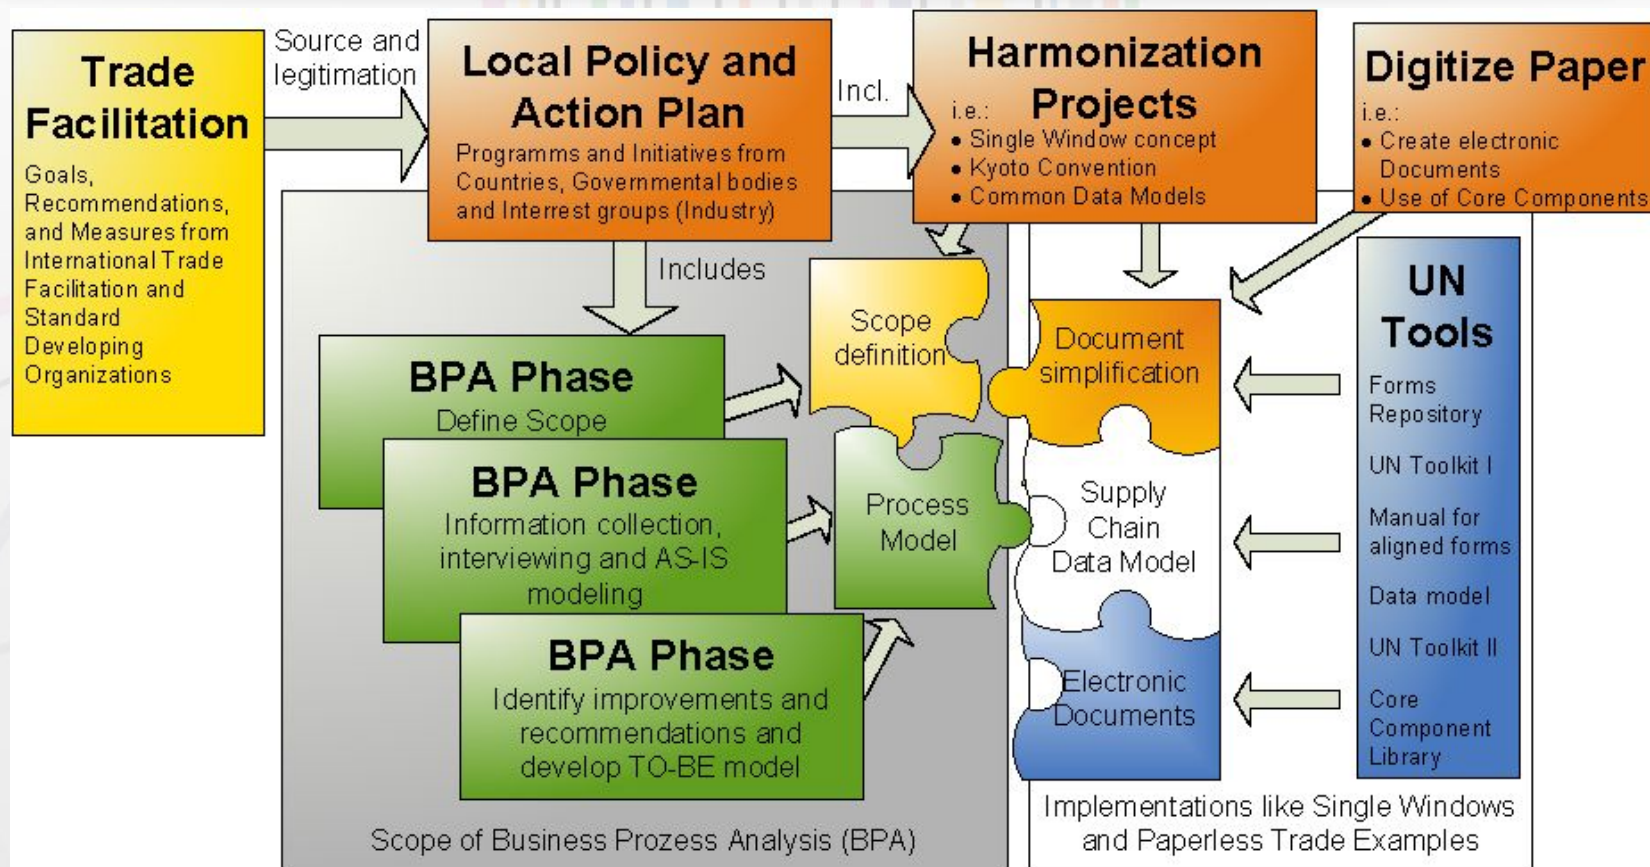 Trade
Facilitation
Goals,
Recommendations,
and Measures from
International Trade
Facilitation and
Standard
Developing
Organizations
Source and
legitimation
Local Policy and
Action Plan
Programms and Initiatives from
Countries, Governmental bodies
and Interrest groups (Industry)
Incl.
Harmonization
Projects
i.e.:
• Single Window concept
• Kyoto Convention
• Common Data Models
Digitize Paper
i.e.:
• Create electronic
Documents
• Use of Core Components
Includes
BPA Phase
Define Scope
BPA Phase
Information collection,
interviewing and AS-IS
modeling
BPA Phase
Identify improvements and
recommendations and
develop TO-BE model
Scope
definition
Process
Model
Scope of Business Prozess Analysis (BPA)
Document
simplification
Supply
Chain
Data Model
Electronic
Documents
UN
Tools
Forms
Repository
UN Toolkit I
Manual for
aligned forms
Data model
UN Toolkit II
Core
Component
Library
Implementations like Single Windows
and Paperless Trade Examples